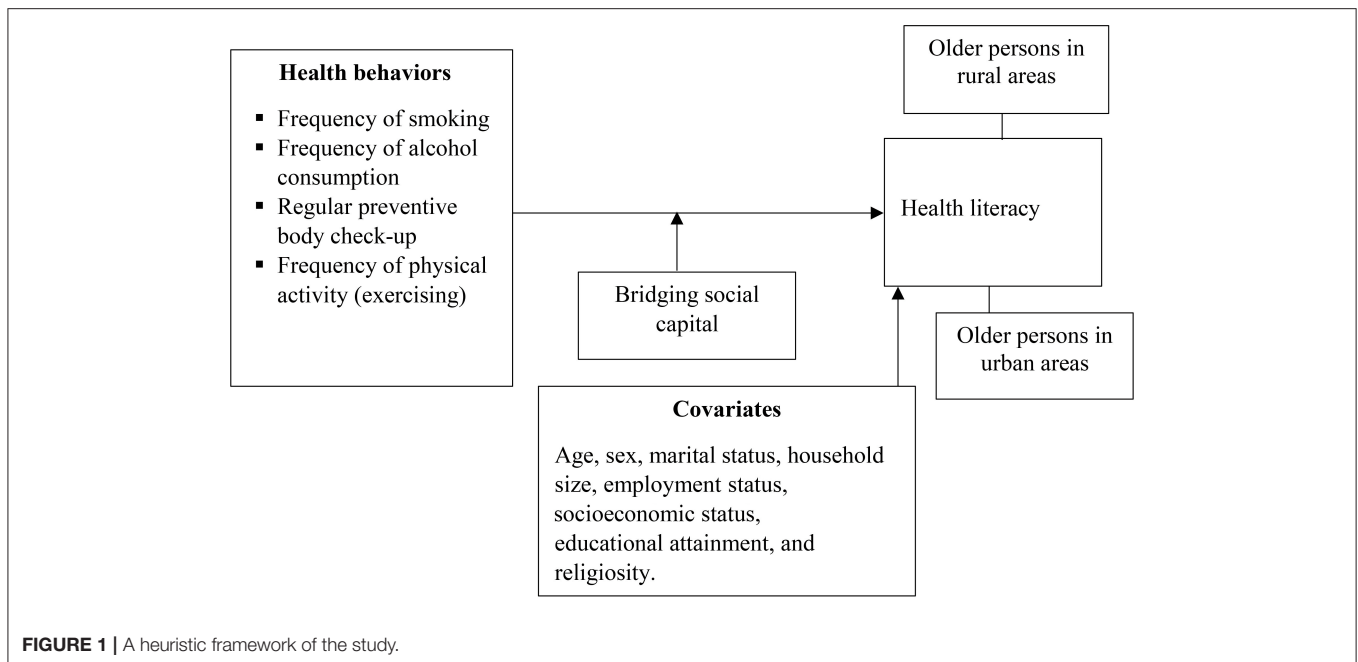 Health behaviors
▪ Frequency of smoking
▪ Frequency of alcohol
consumption
▪ Regular preventive
body check-up
▪ Frequency of physical
activity (exercising)
Bridging social
capital
Older persons in
rural areas
Health literacy
Older persons in
urban areas
Covariates
Age, sex, marital status, household
size, employment status,
socioeconomic status,
educational attainment, and
religiosity.
FIGURE 1 | A heuristic framework of the study.